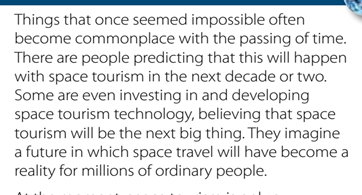 Things that once seemed impossible often
become commonplace with the passing of time.
There are people predicting that this will happen
with space tourism in the next decade or two.
Some are even investing in and developing
space tourism technology, believing that space
tourism will be the next big thing. They imagine
a future in which space travel will have become a
reality for millions of ordinary people.